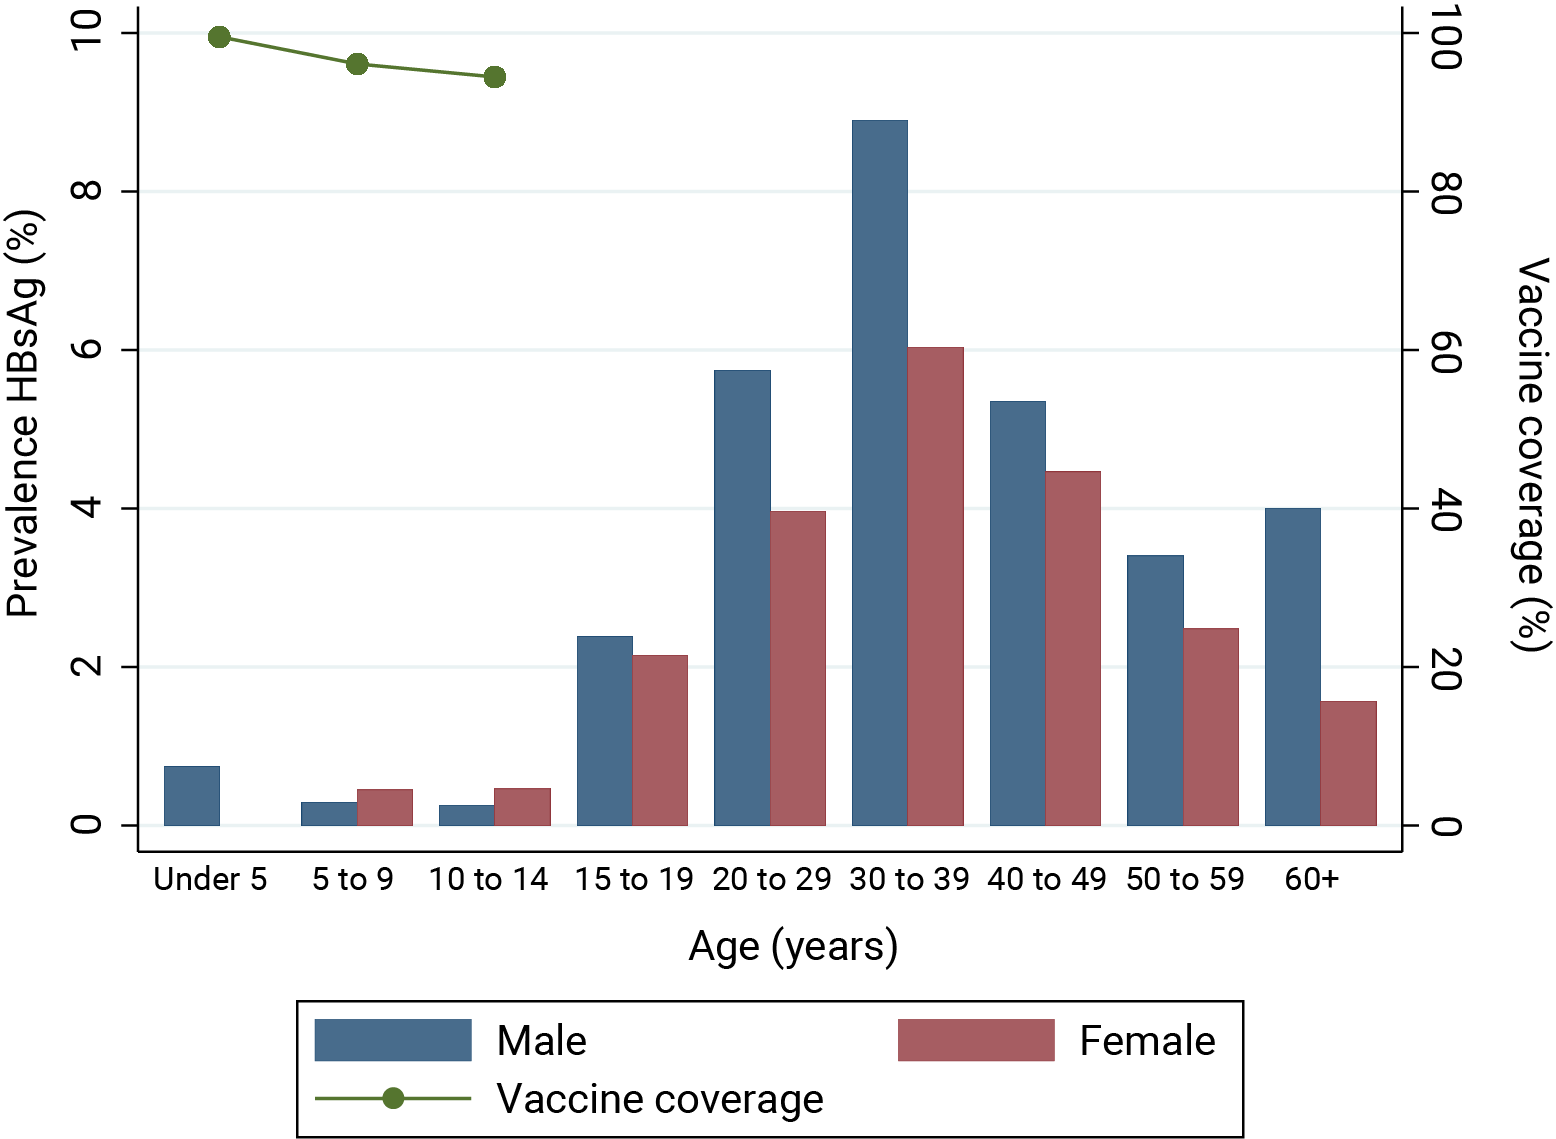 Prevalence HBsAg (%)
10
8
6
4
2
0
100
80
60
40
20
0
Vaccine coverage (%)
Under 5 5 to 9 10 to 14 15 to 19 20 to 29 30 to 39 40 to 49 50 to 59 60+
Age (years)
Male Female
Vaccine coverage